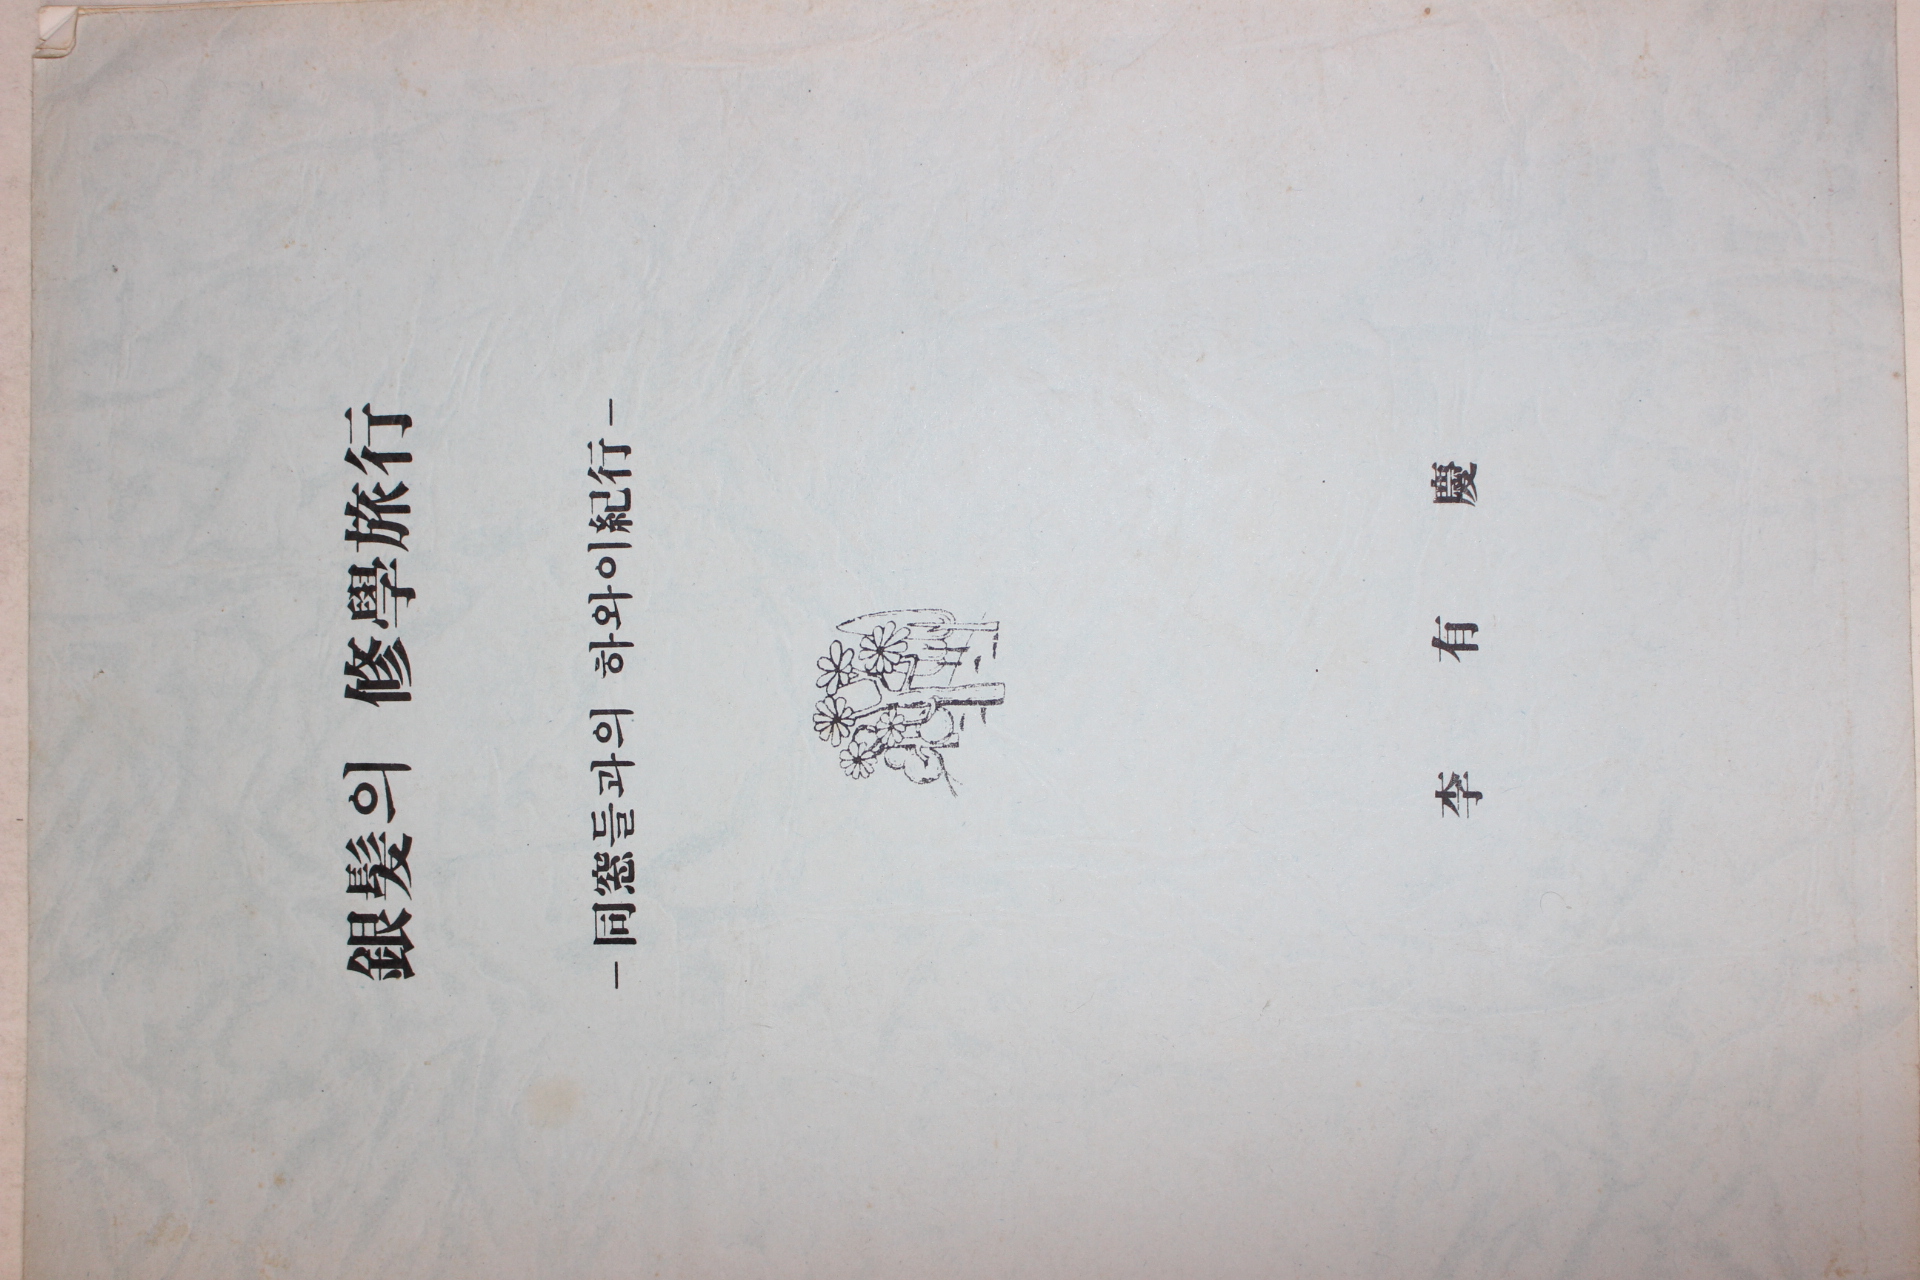 銀髮의 修學旅行
-同窓들과의 하와이紀行-
李 有 慶